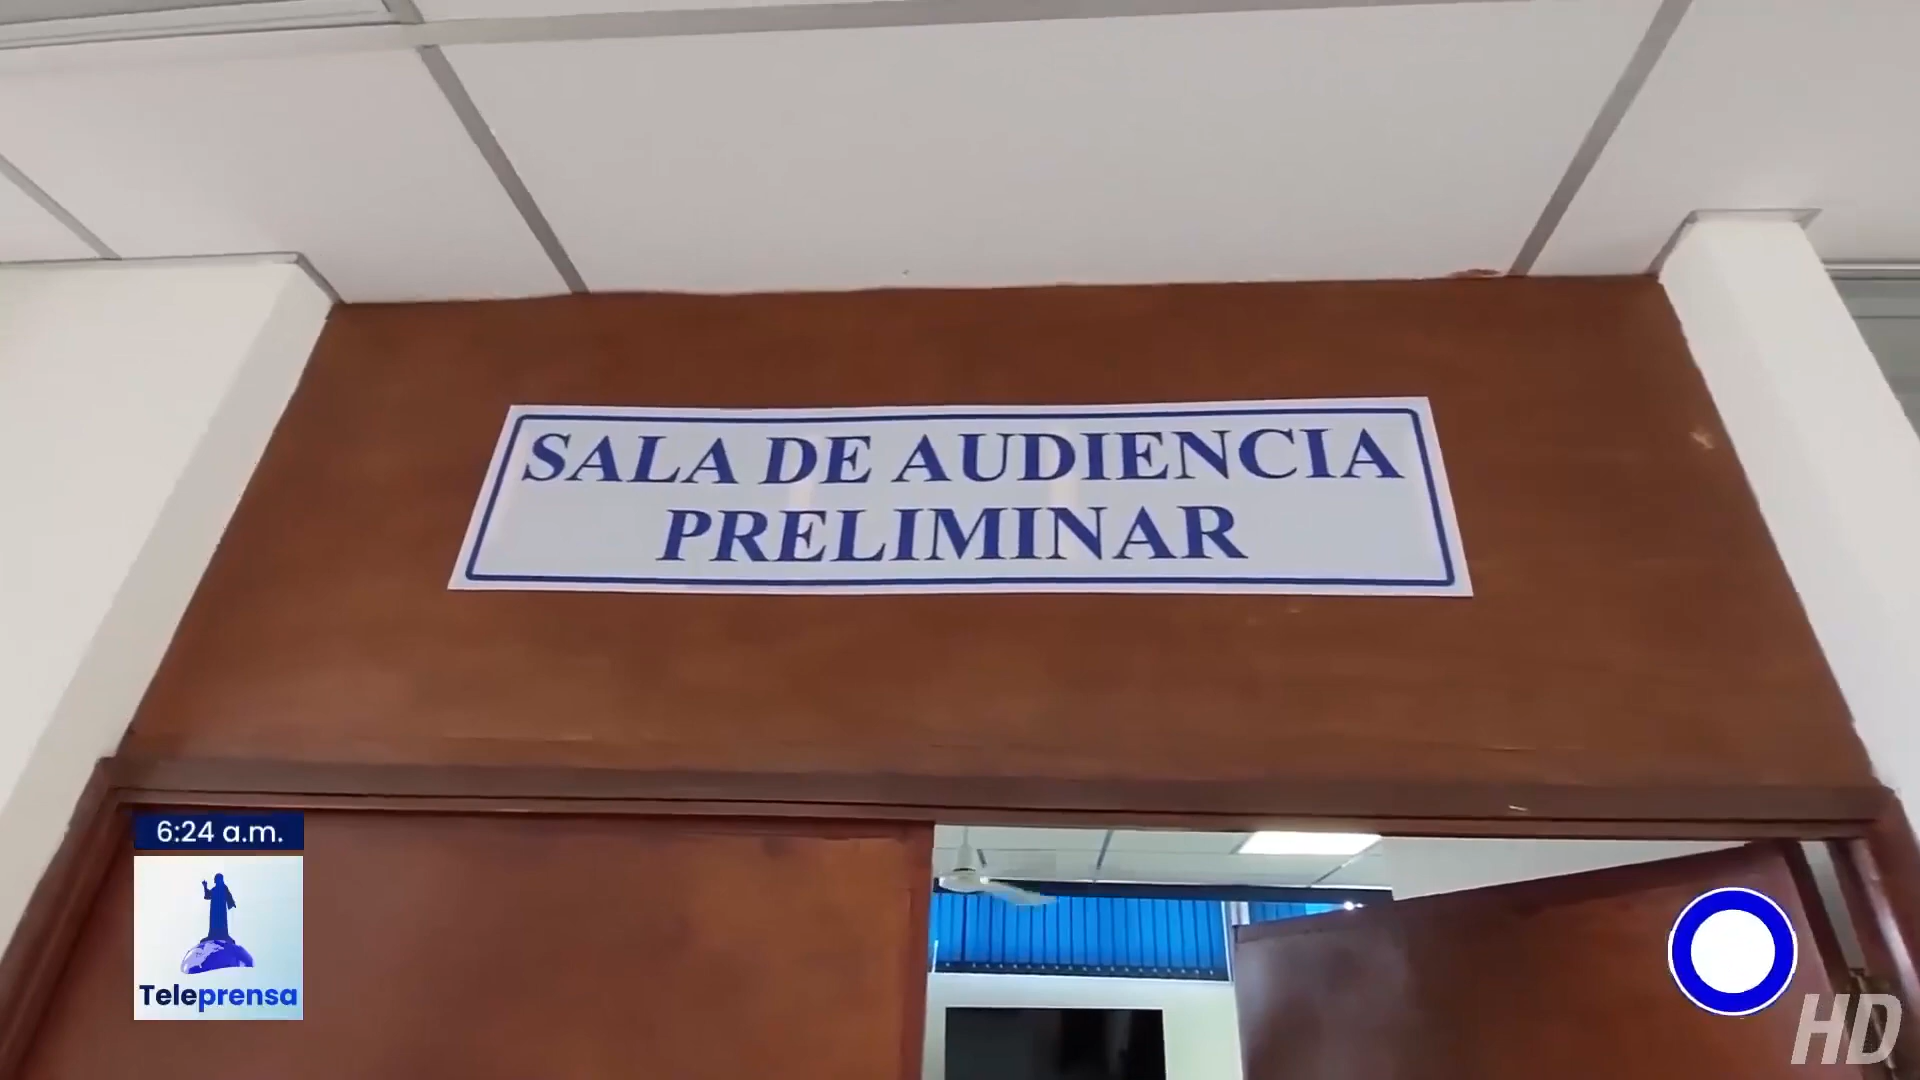 SALA DE AUDIENCIA
PRELIMINAR
6:24 a.m.
Teleprensa
HD